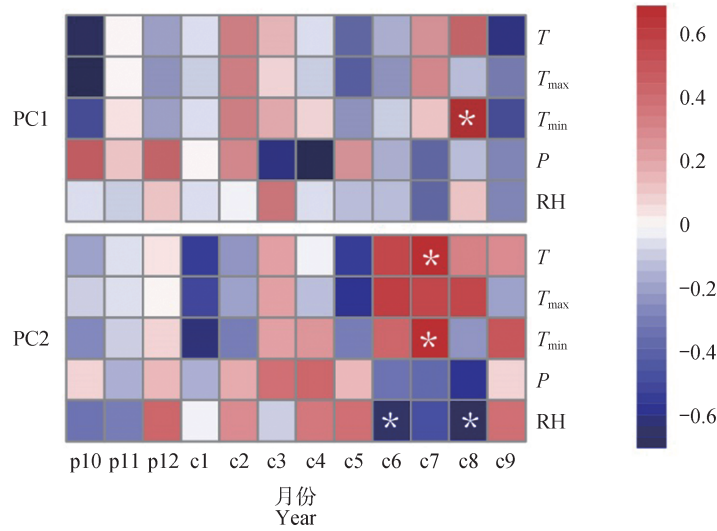 PC1
T
Tmax
Tmin
P
RH
*
PC2
T
Tmax
Tmin
P
RH
*
*
* *
p10 p11 p12 c1 c2 c3 c4 c5 c6 c7 c8 c9
月份
Year
0.6
0.4
0.2
0
−0.2
−0.4
−0.6